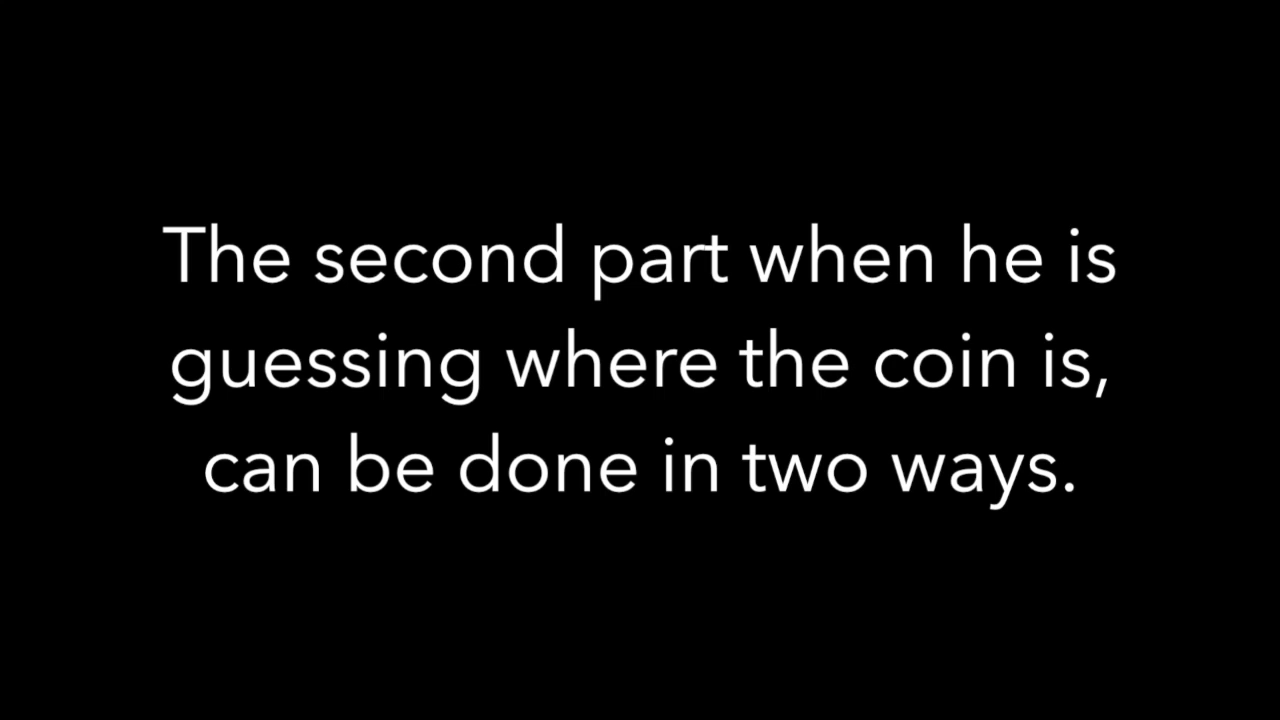 The second part when he is
guessing where the coin is,
can be done in two ways.